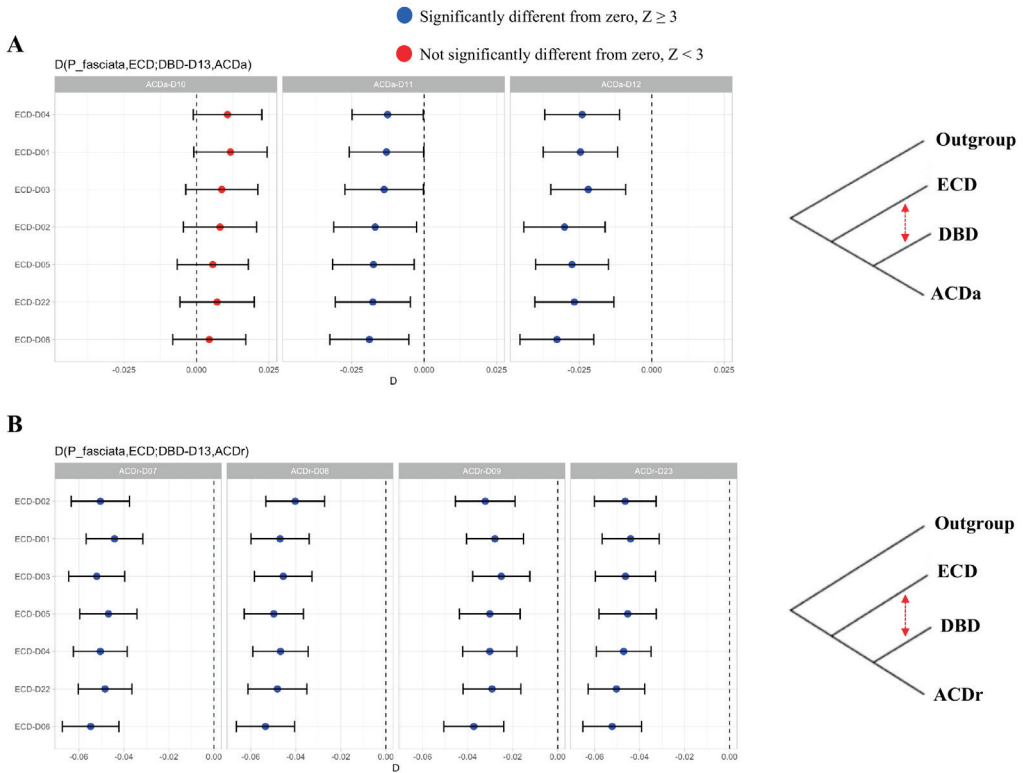 Significantly different from zero, Z ≥ 3
Not significantly different from zero, Z < 3
A
D(P_fasciata,ECD;DBD-D13,ACDa)
ACDa-D10 ACDa-D11 ACDa-D12
ECD-D04
ECD-D01
ECD-D03
ECD-D02
ECD-D05
ECD-D22
ECD-D06
-0.025 0.000 0.025 -0.025 0.000 0.025 -0.025 0.000 0.025
D
Outgroup
ECD
DBD
ACDa
B
D(P_fasciata,ECD;DBD-D13,ACDr)
ACDr-D07 ACDr-D08 ACDr-D09 ACDr-D23
ECD-D02
ECD-D01
ECD-D03
ECD-D05
ECD-D04
ECD-D22
ECD-D06
-0.06 -0.04 -0.02 0.00 -0.06 -0.04 -0.02 0.00 -0.06 -0.04 -0.02 0.00 -0.06 -0.04 -0.02 0.00
D
Outgroup
ECD
DBD
ACDr